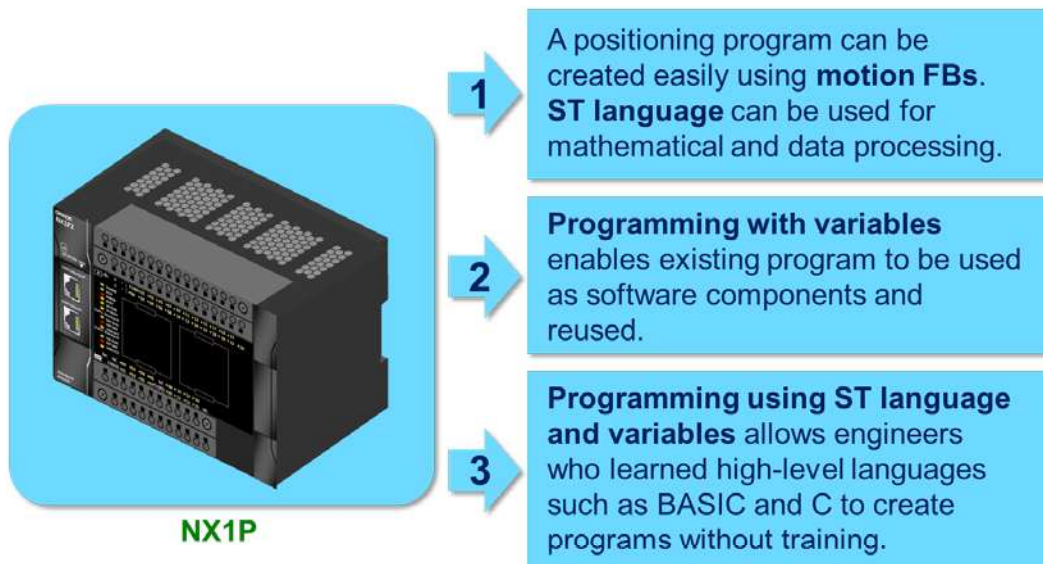 1
A positioning program can be
created easily using motion FBs.
ST language can be used for
mathematical and data processing.
2
Programming with variables
enables existing program to be used
as software components and
reused.
3
Programming using ST language
and variables allows engineers
who learned high-level languages
such as BASIC and C to create
programs without training.
NX1P